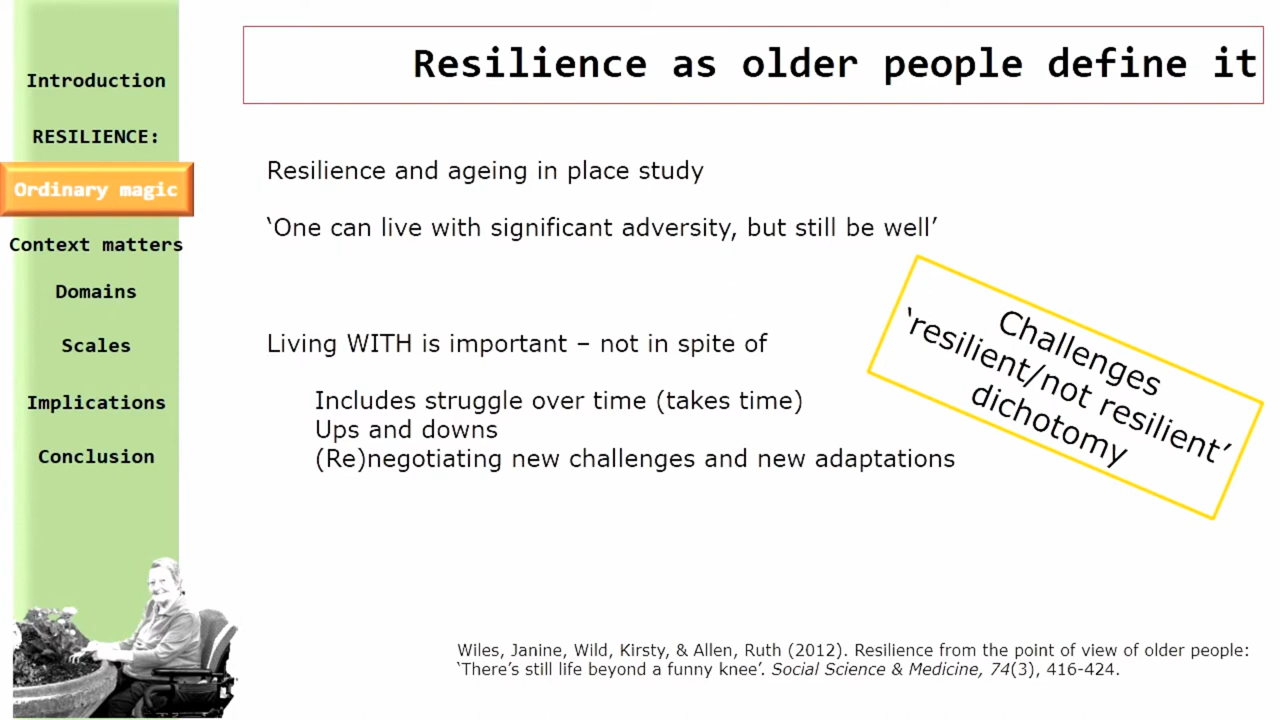 Introduction
RESILIENCE:
Ordinary magic
Context matters
Domains
Scales
Implications
Conclusion
Resilience as older people define it
Resilience and ageing in place study
‘One can live with significant adversity, but still be well’
Living WITH is important – not in spite of
Includes struggle over time (takes time)
Ups and downs
(Re)negotiating new challenges and new adaptations
Challenges
‘resilient/not resilient’
dichotomy
Wiles, Janine, Wild, Kirsty, & Allen, Ruth (2012). Resilience from the point of view of older people:
‘There’s still life beyond a funny knee’. Social Science & Medicine, 74(3), 416-424.